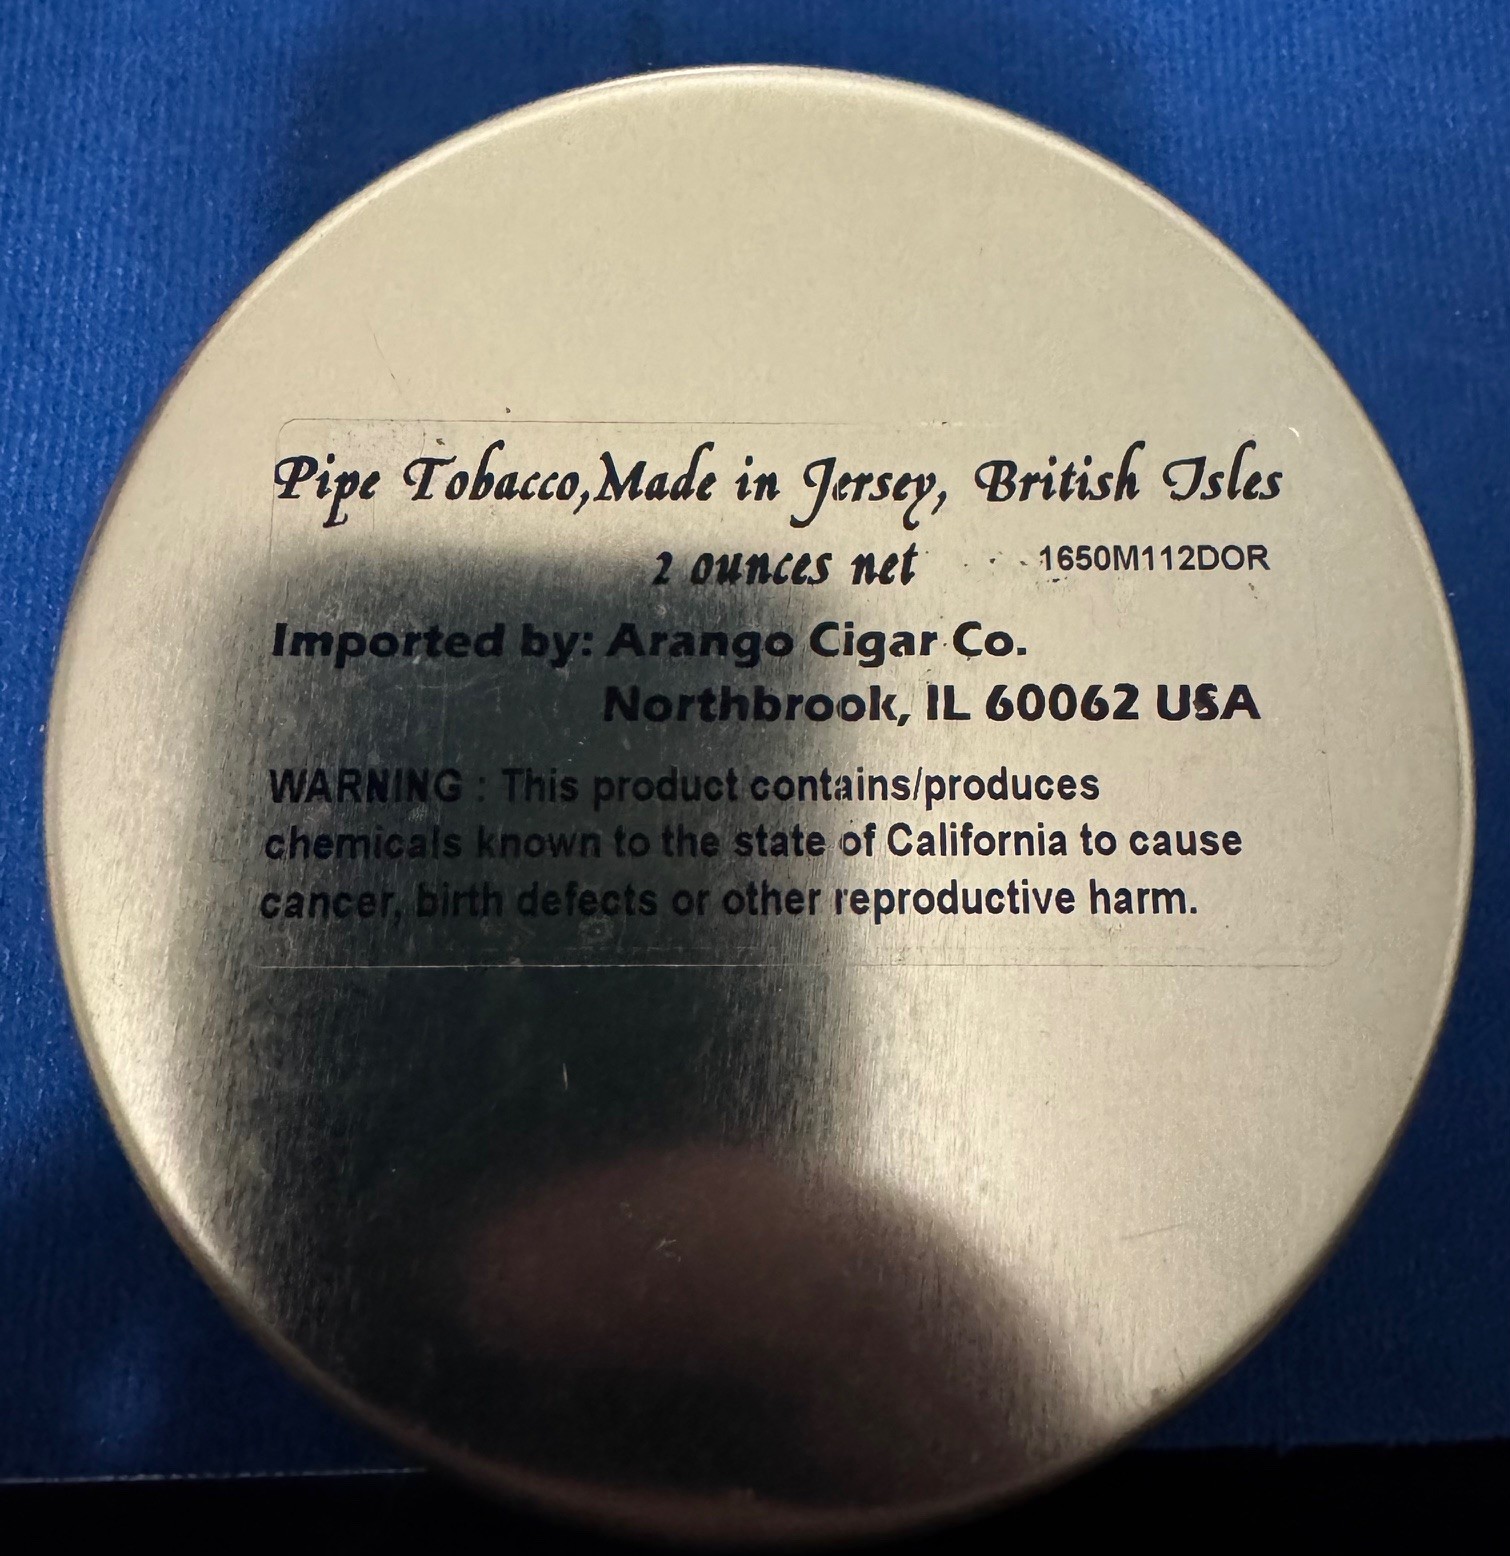 Pipe Tobacco,Made in Jersey, British Isles
2 ounces net 1650M112DOR
Imported by: Arango Cigar Co.
Northbrook, IL 60062 USA
WARNING : This product contains/produces
chemicals known to the state of California to cause
cancer, birth defects or other reproductive harm.